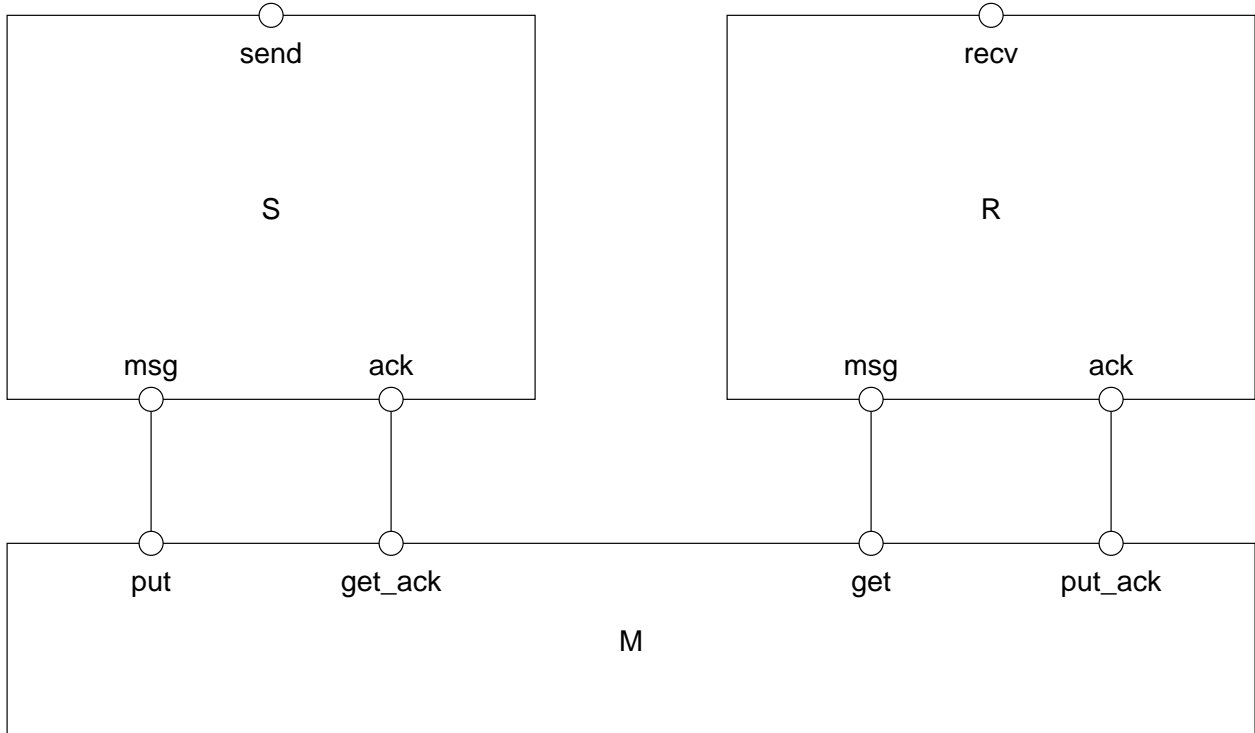 send
recv
S
R
msg
ack
msg
ack
put
get_ack
get
put_ack
M